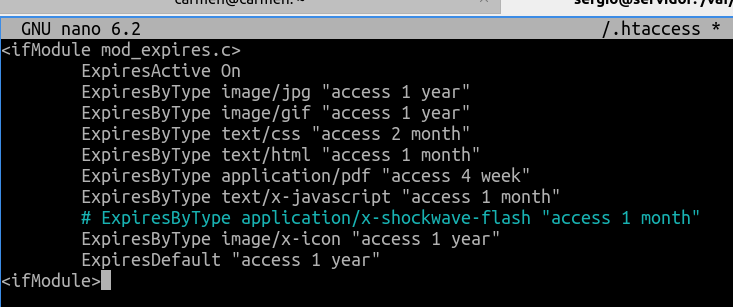 carmen@carmen: ~
sergio@servidor: /var/
GNU nano 6.2 /.htaccess *
<ifModule mod_expires.c>
ExpiresActive On
ExpiresByType image/jpg "access 1 year"
ExpiresByType image/gif "access 1 year"
ExpiresByType text/css "access 2 month"
ExpiresByType text/html "access 1 month"
ExpiresByType application/pdf "access 4 week"
ExpiresByType text/x-javascript "access 1 month"
# ExpiresByType application/x-shockwave-flash "access 1 month"
ExpiresByType image/x-icon "access 1 year"
ExpiresDefault "access 1 year"
<ifModule>